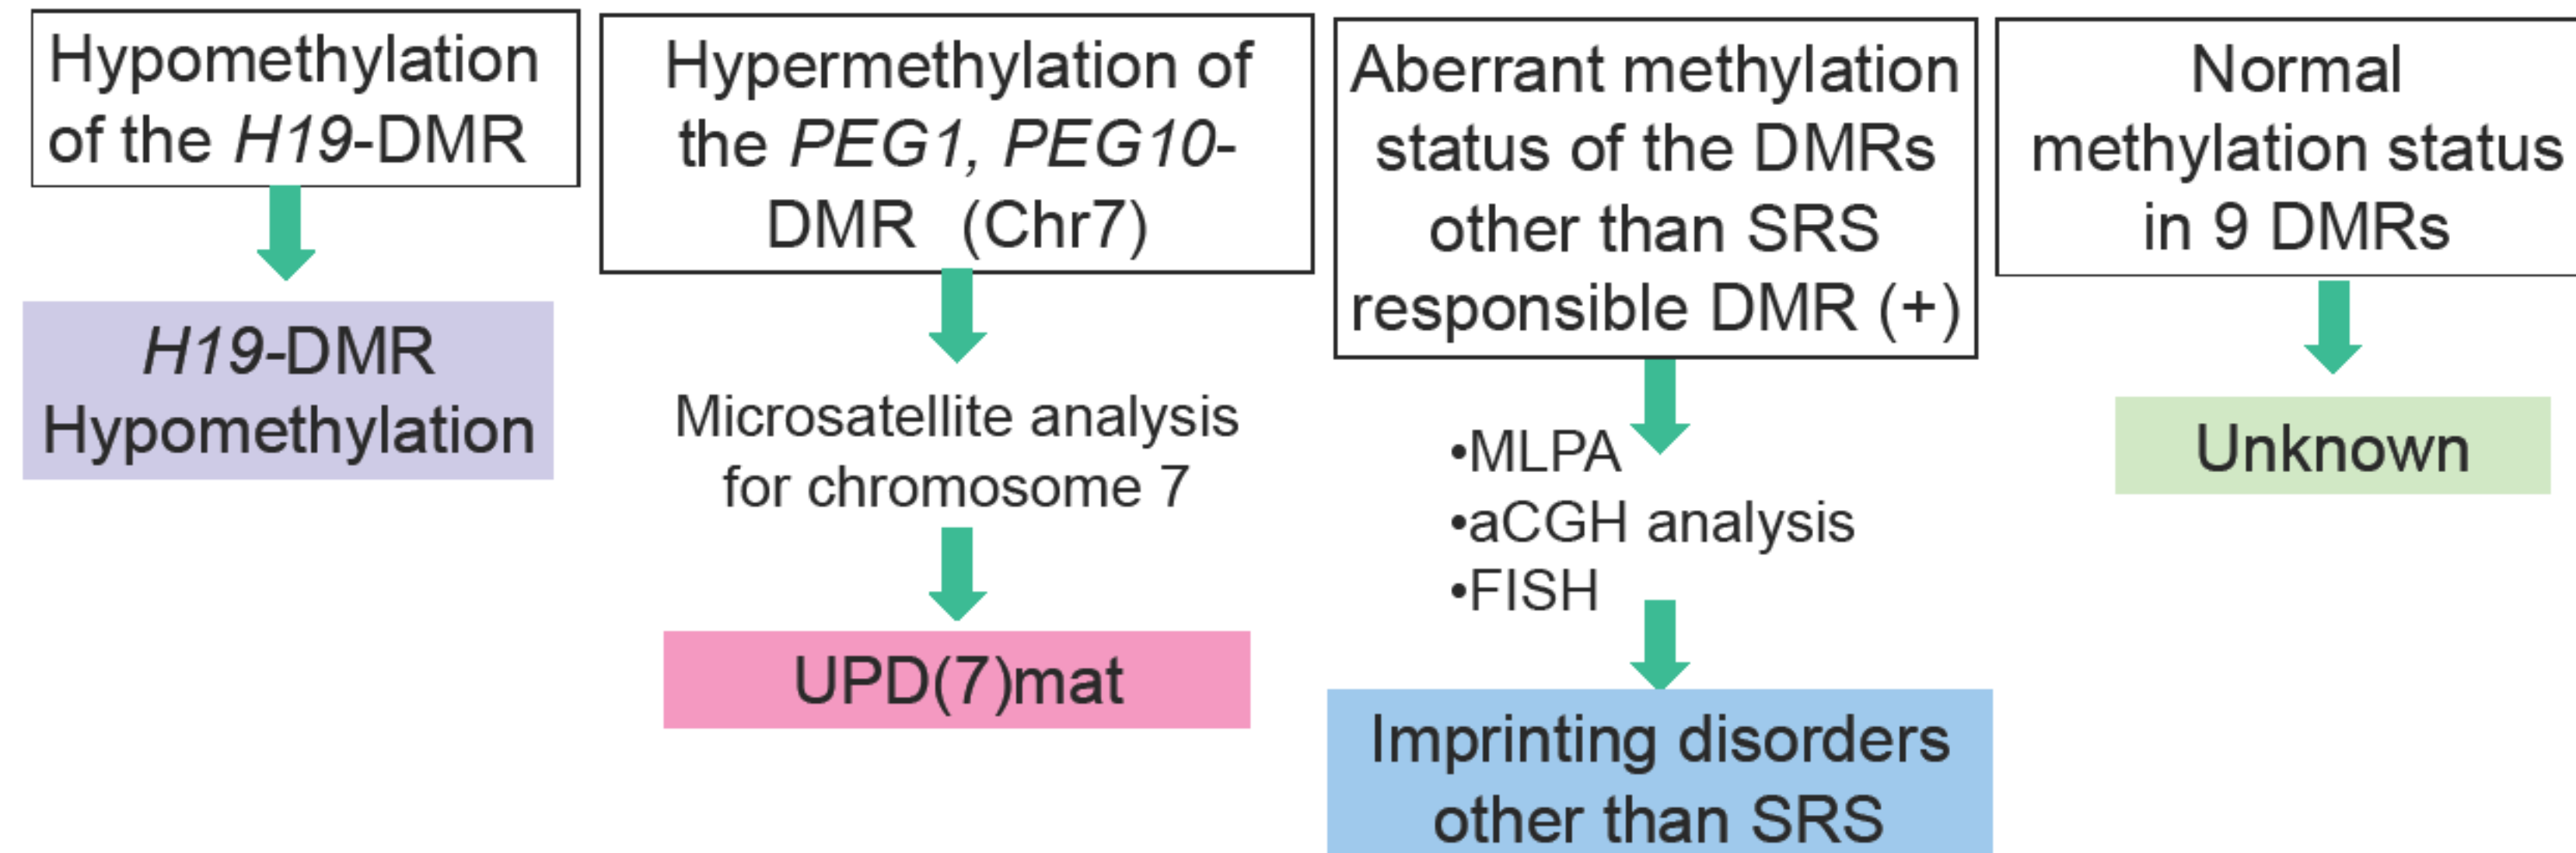 Hypomethylation
of the H19-DMR
H19-DMR
Hypomethylation
Hypermethylation of
the PEG1, PEG10-
DMR (Chr7)
Microsatellite analysis
for chromosome 7
UPD(7)mat
Aberrant methylation
status of the DMRs
other than SRS
responsible DMR (+)
•MLPA
•aCGH analysis
•FISH
Imprinting disorders
other than SRS
Normal
methylation status
in 9 DMRs
Unknown